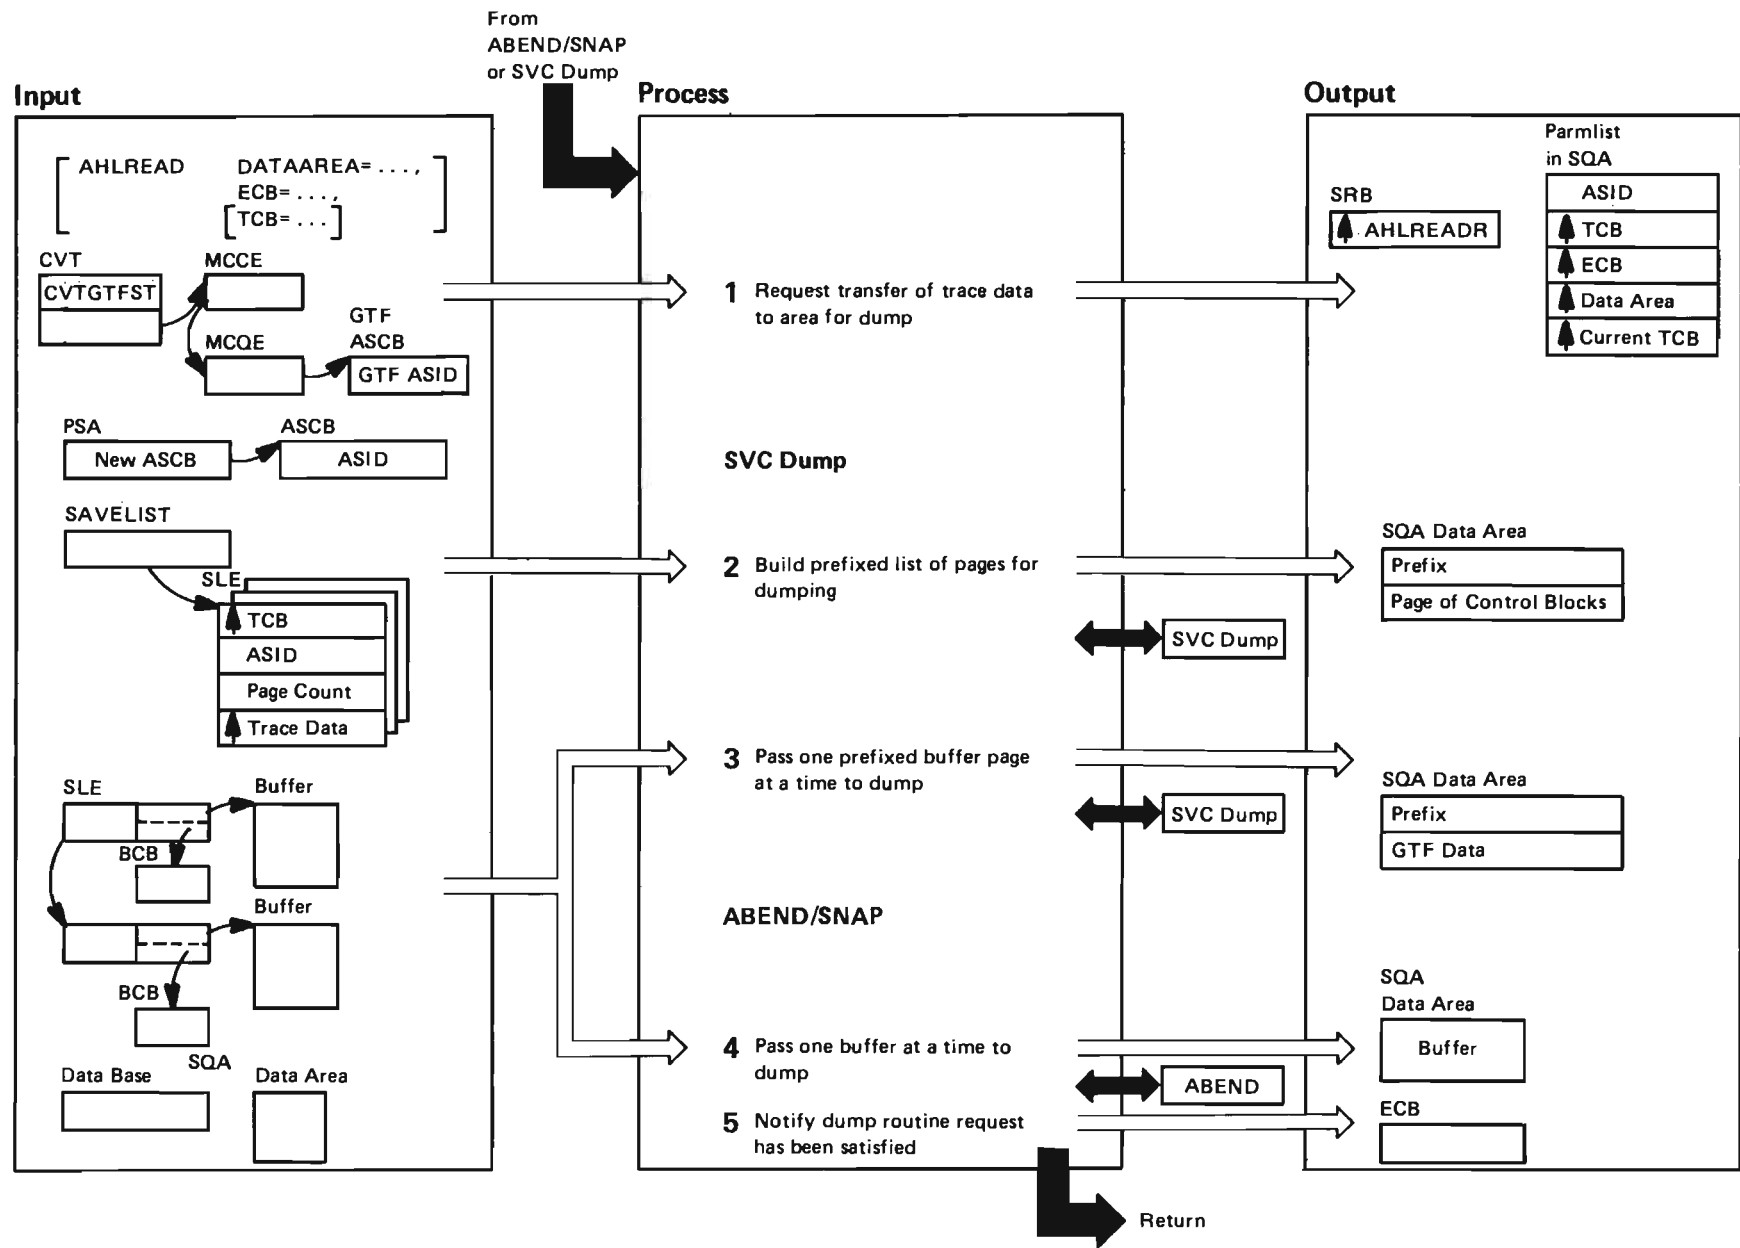 From
ABEND/SNAP
or SVC Dump
Input
Process
Output
AHLREAD DATAAREA= . . . ,
ECB= . . . ,
[TCB= . . . ]
CVT
CVTGTFST
MCCE
MCQE
GTF
ASCB
GTF ASID
PSA
New ASCB
ASCB
ASID
SAVELIST
SLE
TCB
ASID
Page Count
Trace Data
SLE
Buffer
BCB
Buffer
BCB
SQA
Data Base
Data Area
1 Request transfer of trace data
to area for dump
SVC Dump
2 Build prefixed list of pages for
dumping
SVC Dump
3 Pass one prefixed buffer page
at a time to dump
SVC Dump
ABEND/SNAP
4 Pass one buffer at a time to
dump
ABEND
5 Notify dump routine request
has been satisfied
Return
Parmlist
in SQA
SRB
AHLREADR
ASID
TCB
ECB
Data Area
Current TCB
SQA Data Area
Prefix
Page of Control Blocks
SQA Data Area
Prefix
GTF Data
SQA
Data Area
Buffer
ECB